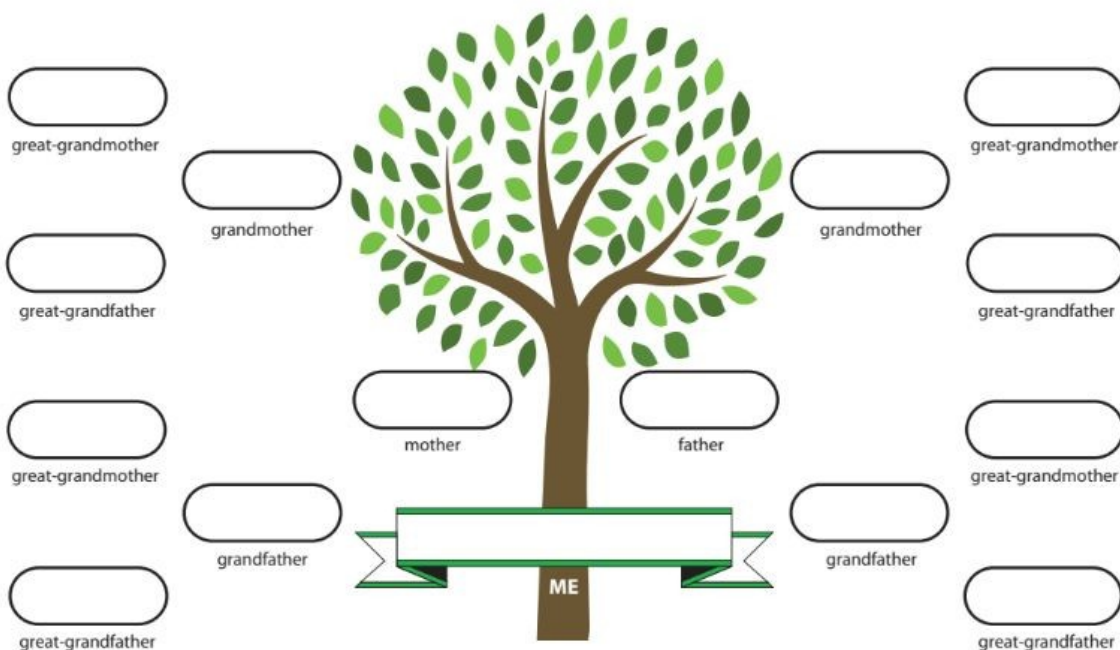 great-grandmother
great-grandmother
grandmother
grandmother
great-grandfather
great-grandfather
mother
father
great-grandmother
great-grandmother
grandfather
grandfather
ME
great-grandfather
great-grandfather